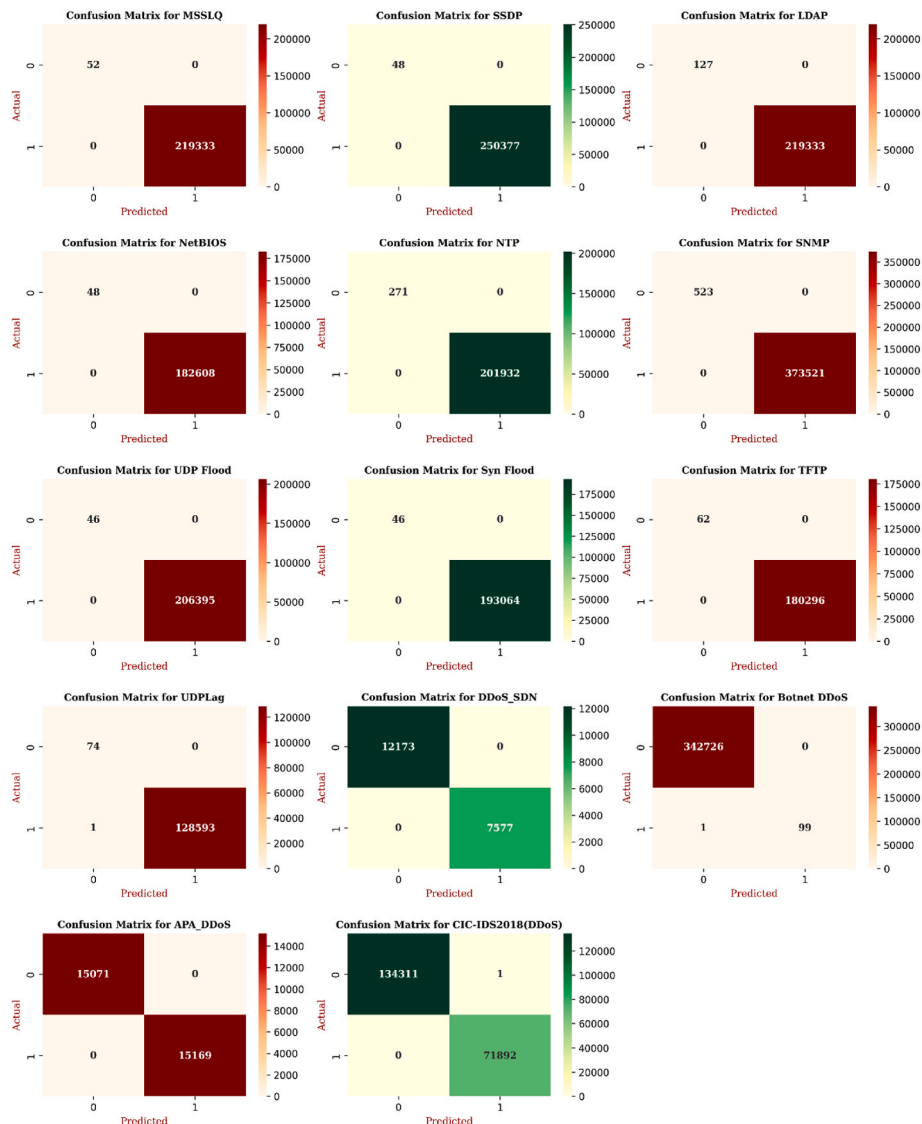 Confusion Matrix for MSSLQ
0 52 0
1 0 219333
0 1
Actual
Predicted
200000
150000
100000
50000
0
Confusion Matrix for SSDP
0 48 0
1 0 250377
0 1
Actual
Predicted
250000
200000
150000
100000
50000
0
Confusion Matrix for LDAP
0 127 0
1 0 219333
0 1
Actual
Predicted
200000
150000
100000
50000
0
Confusion Matrix for NetBIOS
0 48 0
1 0 182608
0 1
Actual
Predicted
175000
150000
125000
100000
75000
50000
25000
0
Confusion Matrix for NTP
0 271 0
1 0 201932
0 1
Actual
Predicted
200000
150000
100000
50000
0
Confusion Matrix for SNMP
0 523 0
1 0 373521
0 1
Actual
Predicted
350000
300000
250000
200000
150000
100000
50000
0
Confusion Matrix for UDP Flood
0 46 0
1 0 206395
0 1
Actual
Predicted
200000
150000
100000
50000
0
Confusion Matrix for Syn Flood
0 46 0
1 0 193064
0 1
Actual
Predicted
175000
150000
125000
100000
75000
50000
25000
0
Confusion Matrix for TFTP
0 62 0
1 0 180296
0 1
Actual
Predicted
175000
150000
125000
100000
75000
50000
25000
0
Confusion Matrix for UDPLag
0 74 0
1 1 128593
0 1
Actual
Predicted
120000
100000
80000
60000
40000
20000
0
Confusion Matrix for DDoS_SDN
0 12173 0
1 0 7577
0 1
Actual
Predicted
12000
10000
8000
6000
4000
2000
0
Confusion Matrix for Botnet DDoS
0 342726 0
1 1 99
0 1
Actual
Predicted
300000
250000
200000
150000
100000
50000
0
Confusion Matrix for APA_DDoS
0 15071 0
1 0 15169
0 1
Actual
Predicted
14000
12000
10000
8000
6000
4000
2000
0
Confusion Matrix for CIC-IDS2018(DDoS)
0 134311 1
1 0 71892
0 1
Actual
Predicted
120000
100000
80000
60000
40000
20000
0